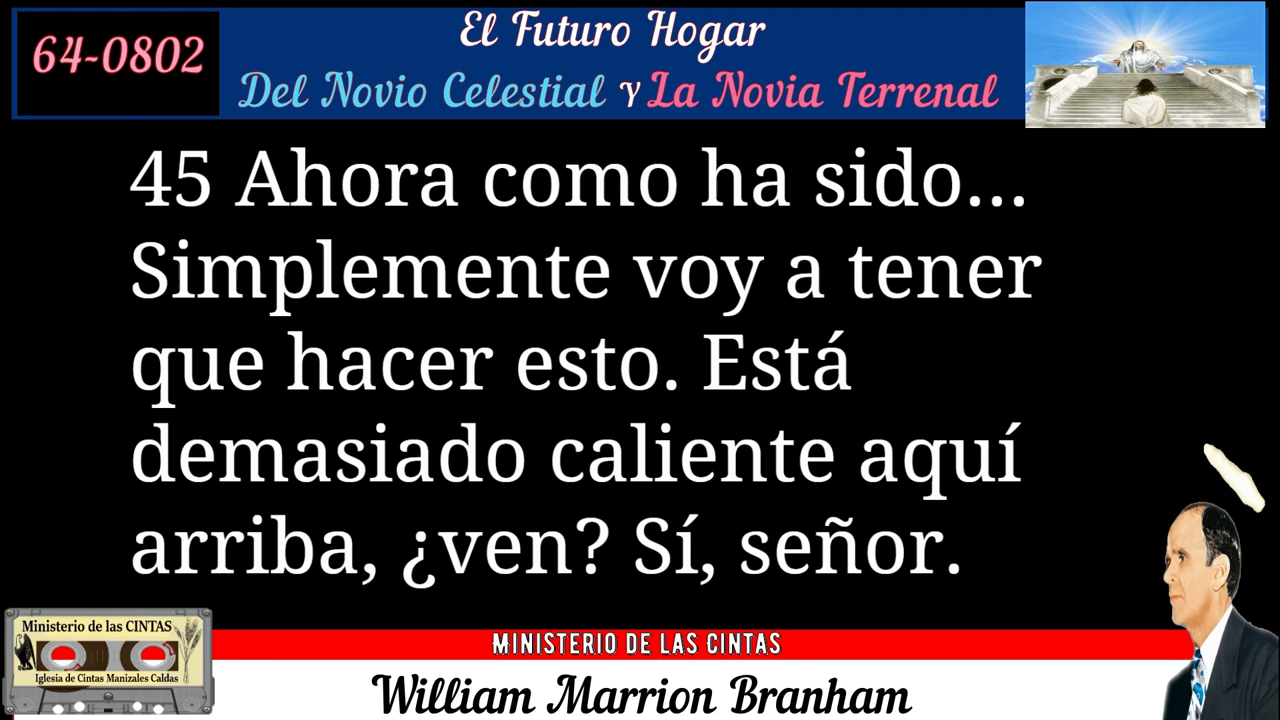 64-0802
El Futuro Hogar
Del Novio Celestial Y La Novia Terrenal
45 Ahora como ha sido...
Simplemente voy a tener
que hacer esto. Está
demasiado caliente aquí
arriba, ¿ven? Sí, señor.
Ministerio de las CINTAS
Iglesia de Cintas Manizales Caldas
MINISTERIO DE LAS CINTAS
William Marrion Branham